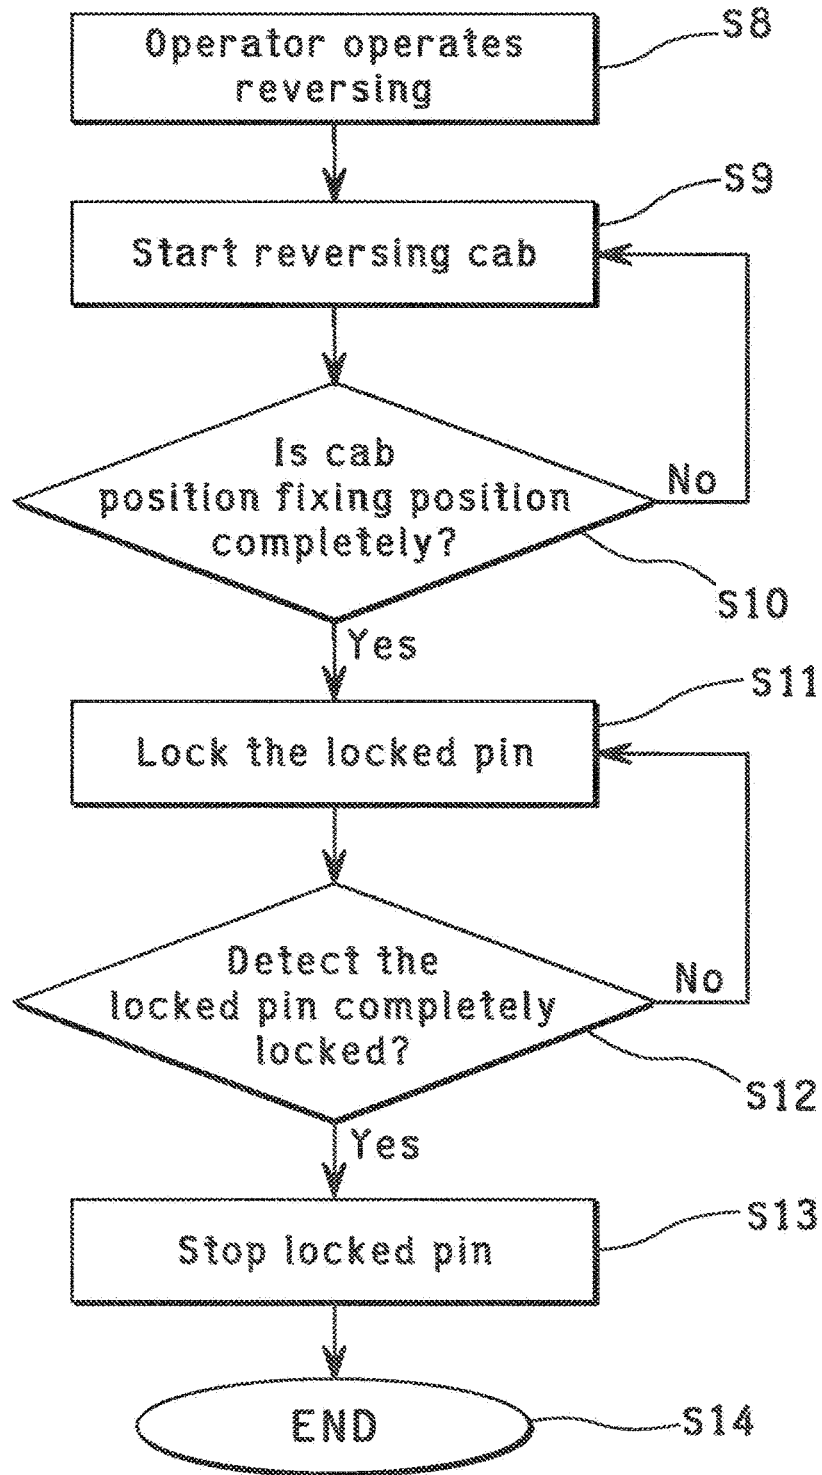 Operator operates
reversing
S8
Start reversing cab
S9
Is cab
position fixing position
completely?
No
S10
Yes
Lock the locked pin
S11
Detect the
locked pin completely
locked?
No
S12
Yes
Stop locked pin
S13
END
S14